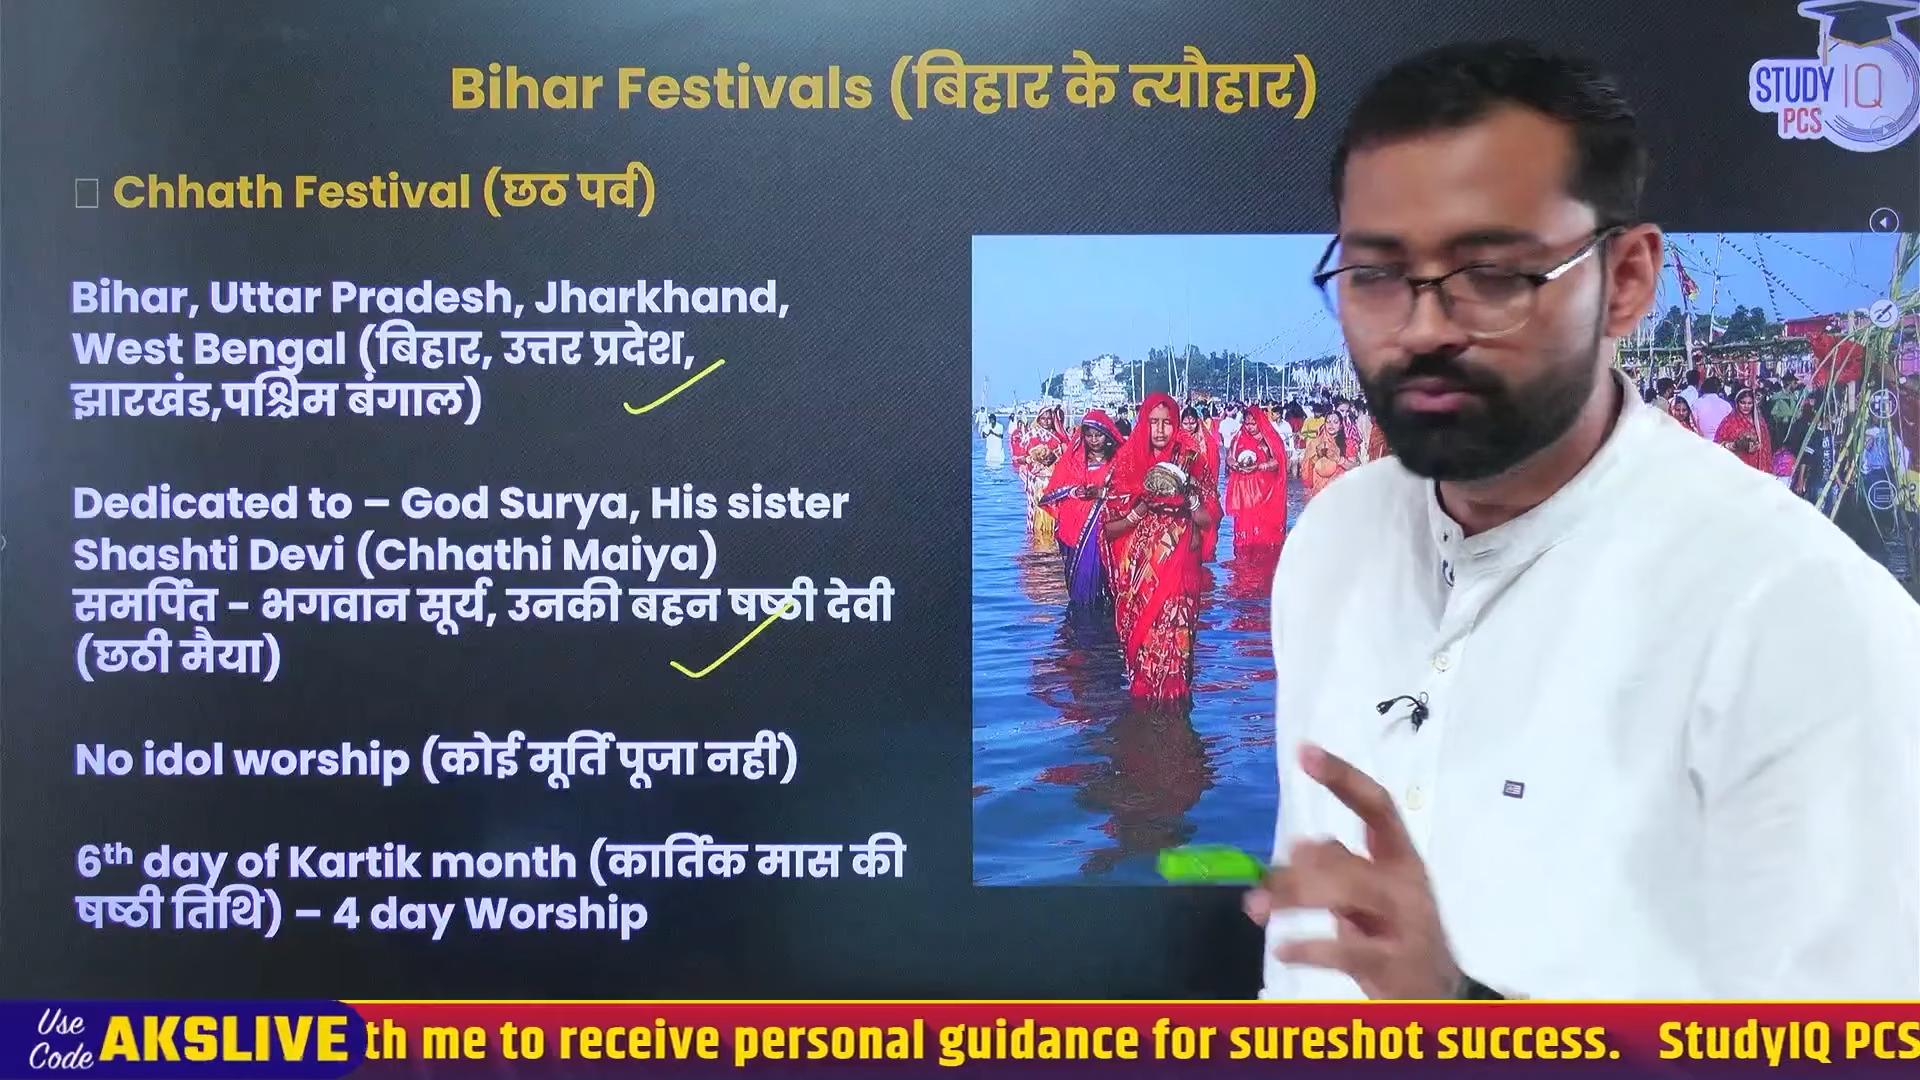 Bihar Festivals (बिहार के त्यौहार)
STUDY IQ
PCS
Chhath Festival (छठ पर्व)
Bihar, Uttar Pradesh, Jharkhand,
West Bengal (बिहार, उत्तर प्रदेश,
झारखंड,पश्चिम बंगाल)
Dedicated to – God Surya, His sister
Shashti Devi (Chhathi Maiya)
समर्पित - भगवान सूर्य, उनकी बहन षष्ठी देवी
(छठी मैया)
No idol worship (कोई मूर्ति पूजा नहीं)
6th day of Kartik month (कार्तिक मास की
षष्ठी तिथि) – 4 day Worship
Use
Code AKSLIVE
th me to receive personal guidance for sureshot success. StudyIQ PCS